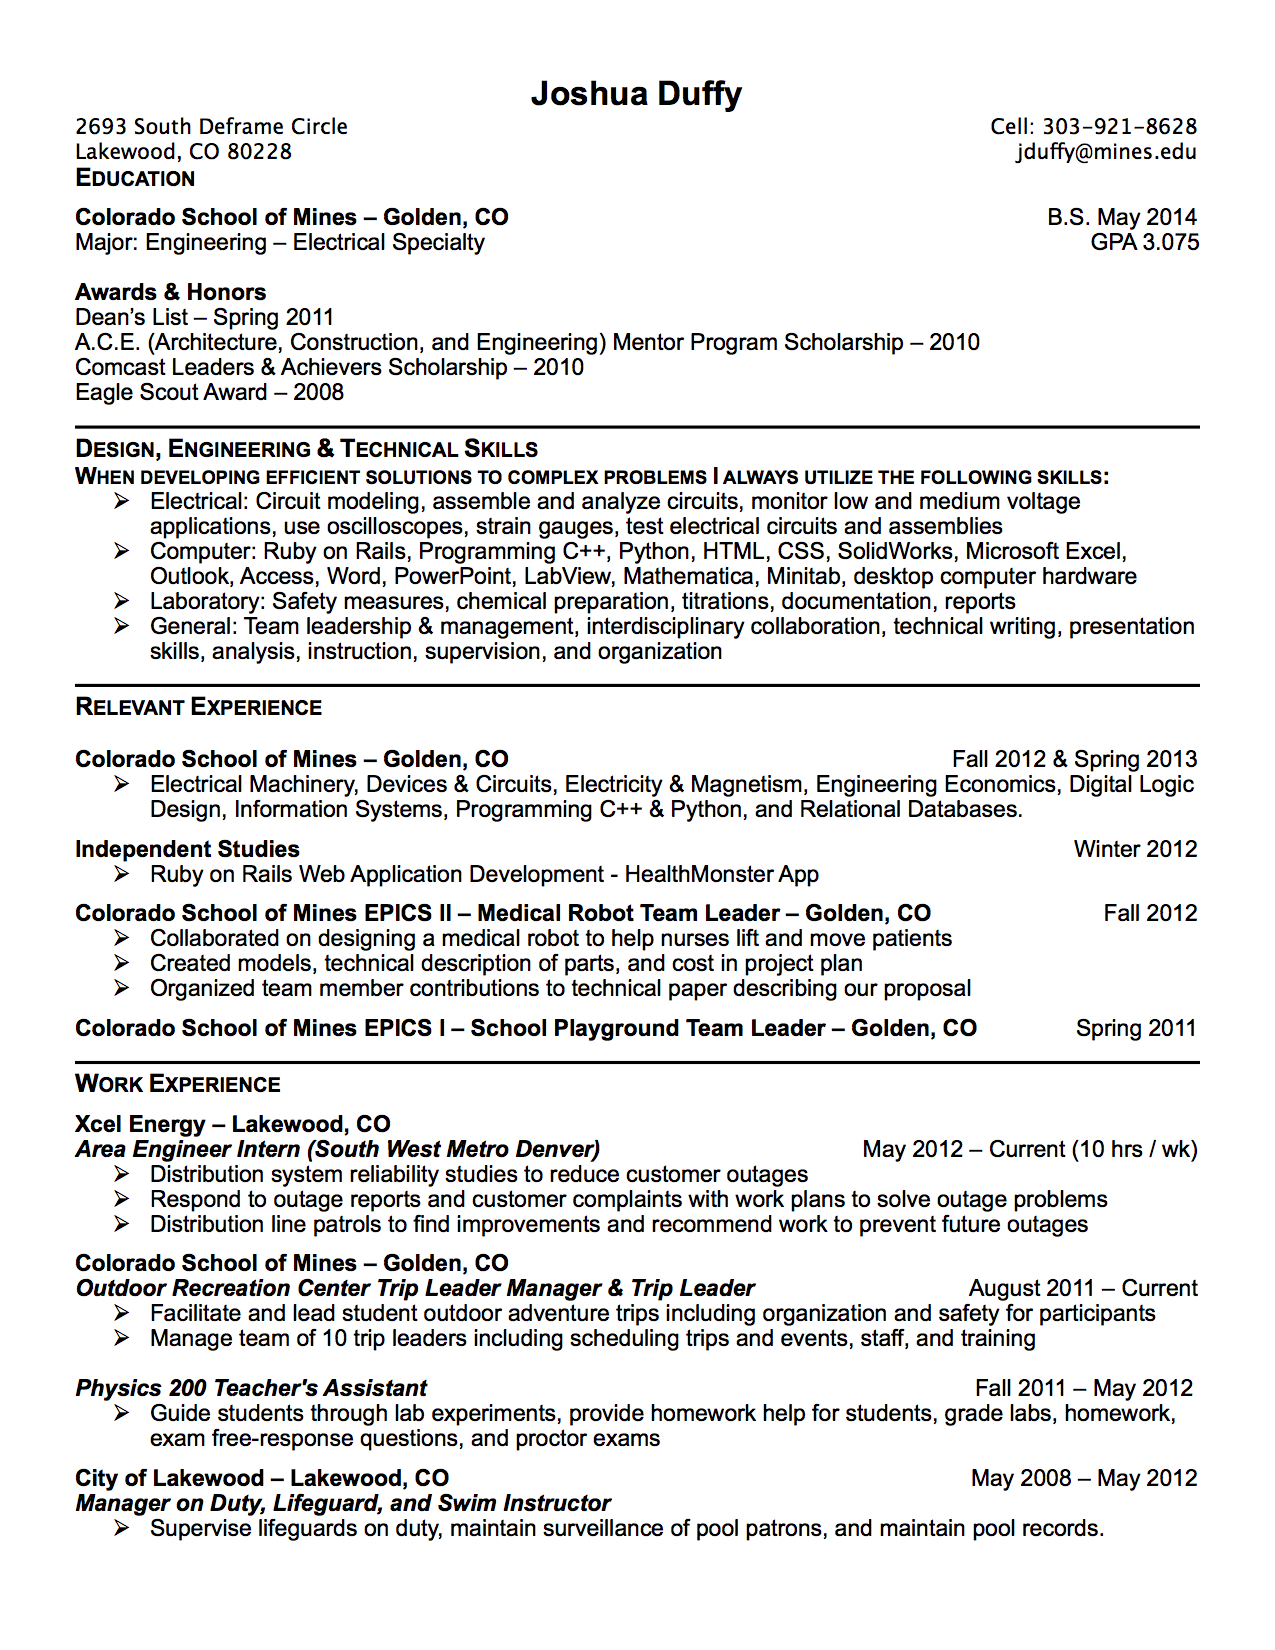 Joshua Duffy
2693 South Deframe Circle Cell: 303-921-8628
Lakewood, CO 80228 jduffy@mines.edu
EDUCATION
Colorado School of Mines – Golden, CO B.S. May 2014
Major: Engineering – Electrical Specialty GPA 3.075
Awards & Honors
Dean’s List – Spring 2011
A.C.E. (Architecture, Construction, and Engineering) Mentor Program Scholarship – 2010
Comcast Leaders & Achievers Scholarship – 2010
Eagle Scout Award – 2008
DESIGN, ENGINEERING & TECHNICAL SKILLS
WHEN DEVELOPING EFFICIENT SOLUTIONS TO COMPLEX PROBLEMS I ALWAYS UTILIZE THE FOLLOWING SKILLS:
➢ Electrical: Circuit modeling, assemble and analyze circuits, monitor low and medium voltage
applications, use oscilloscopes, strain gauges, test electrical circuits and assemblies
➢ Computer: Ruby on Rails, Programming C++, Python, HTML, CSS, SolidWorks, Microsoft Excel,
Outlook, Access, Word, PowerPoint, LabView, Mathematica, Minitab, desktop computer hardware
➢ Laboratory: Safety measures, chemical preparation, titrations, documentation, reports
➢ General: Team leadership & management, interdisciplinary collaboration, technical writing, presentation
skills, analysis, instruction, supervision, and organization
RELEVANT EXPERIENCE
Colorado School of Mines – Golden, CO Fall 2012 & Spring 2013
➢ Electrical Machinery, Devices & Circuits, Electricity & Magnetism, Engineering Economics, Digital Logic
Design, Information Systems, Programming C++ & Python, and Relational Databases.
Independent Studies Winter 2012
➢ Ruby on Rails Web Application Development - HealthMonster App
Colorado School of Mines EPICS II – Medical Robot Team Leader – Golden, CO Fall 2012
➢ Collaborated on designing a medical robot to help nurses lift and move patients
➢ Created models, technical description of parts, and cost in project plan
➢ Organized team member contributions to technical paper describing our proposal
Colorado School of Mines EPICS I – School Playground Team Leader – Golden, CO Spring 2011
WORK EXPERIENCE
Xcel Energy – Lakewood, CO
Area Engineer Intern (South West Metro Denver) May 2012 – Current (10 hrs / wk)
➢ Distribution system reliability studies to reduce customer outages
➢ Respond to outage reports and customer complaints with work plans to solve outage problems
➢ Distribution line patrols to find improvements and recommend work to prevent future outages
Colorado School of Mines – Golden, CO
Outdoor Recreation Center Trip Leader Manager & Trip Leader August 2011 – Current
➢ Facilitate and lead student outdoor adventure trips including organization and safety for participants
➢ Manage team of 10 trip leaders including scheduling trips and events, staff, and training
Physics 200 Teacher's Assistant Fall 2011 – May 2012
➢ Guide students through lab experiments, provide homework help for students, grade labs, homework,
exam free-response questions, and proctor exams
City of Lakewood – Lakewood, CO May 2008 – May 2012
Manager on Duty, Lifeguard, and Swim Instructor
➢ Supervise lifeguards on duty, maintain surveillance of pool patrons, and maintain pool records.